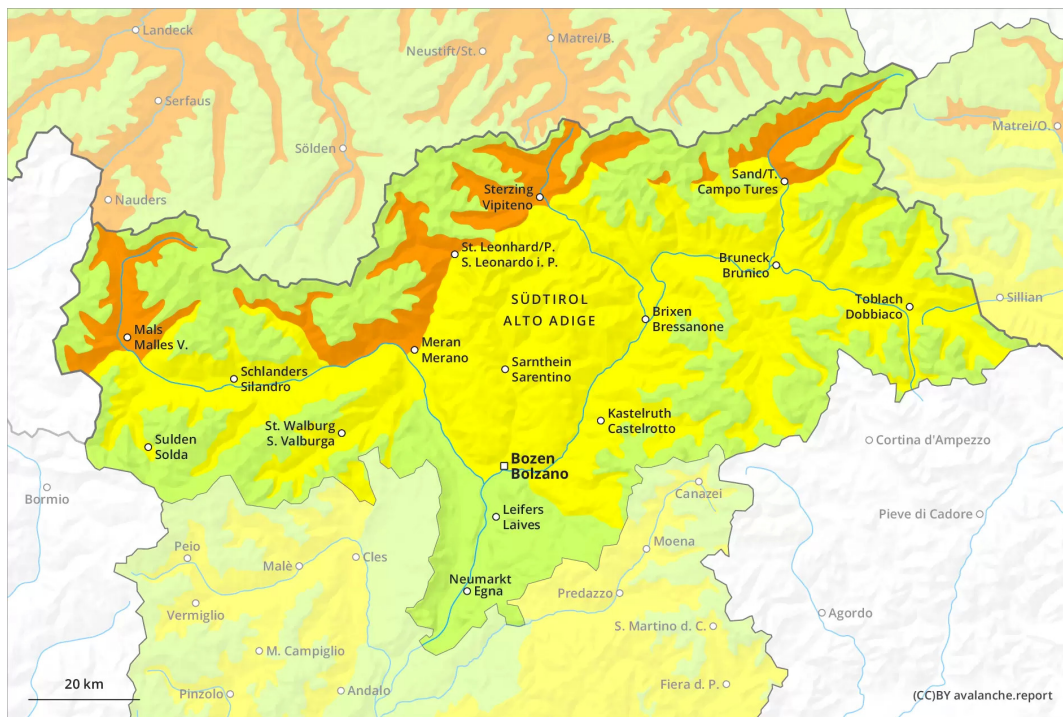 Landeck
Matrei/B.
Neustift/St.
Serfaus
Matrei/O.
Sölden
Sand/T.
Campo Tures
Sterzing
Vipiteno
Nauders
St. Leonhard/P.
S. Leonardo i. P.
Bruneck
Brunico
SÜDTIROL
ALTO ADIGE
Toblach
Dobbiaco
Sillian
Brixen
Bressanone
Mals
Malles V.
Meran
Merano
Sarnthein
Sarentino
Schlanders
Silandro
Kastelruth
Castelrotto
St. Walburg
S. Valburga
Sulden
Solda
Cortina d'Ampezzo
Bozen
Bolzano
Bormio
Canazei
Leifers
Laives
Pieve di Cadore
Moena
Peio
Cles
Malè
Neumarkt
Egna
Predazzo
Vermiglio
Agordo
S. Martino d. C.
M. Campiglio
20 km
Pinzolo
Andalo
Fiera d. P.
(CC)BY avalanche.report